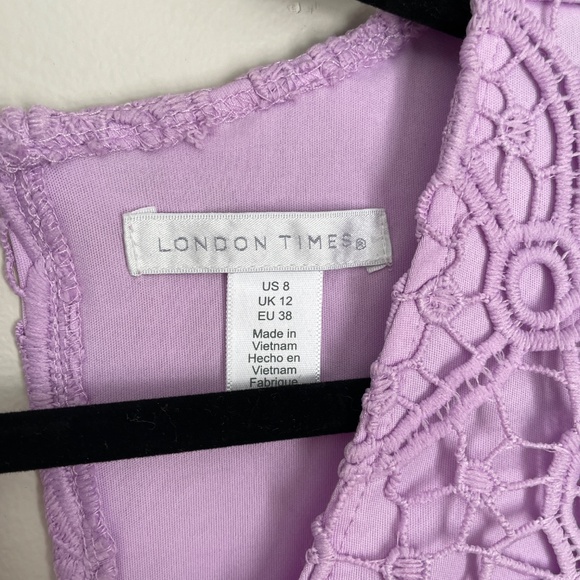 LONDON TIMES®
US 8
UK 12
EU 38
Made in
Vietnam
Hecho en
Vietnam
Fabrique